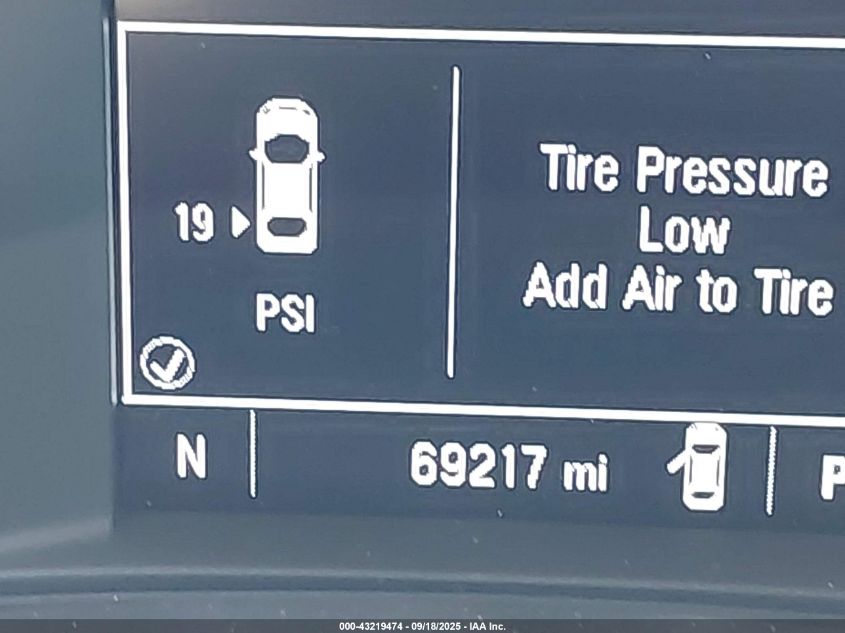 Tire Pressure
Low
Add Air to Tire
19
PSI
N
69217 mi
P
000-43219474 - 09/18/2025 - IAA Inc.